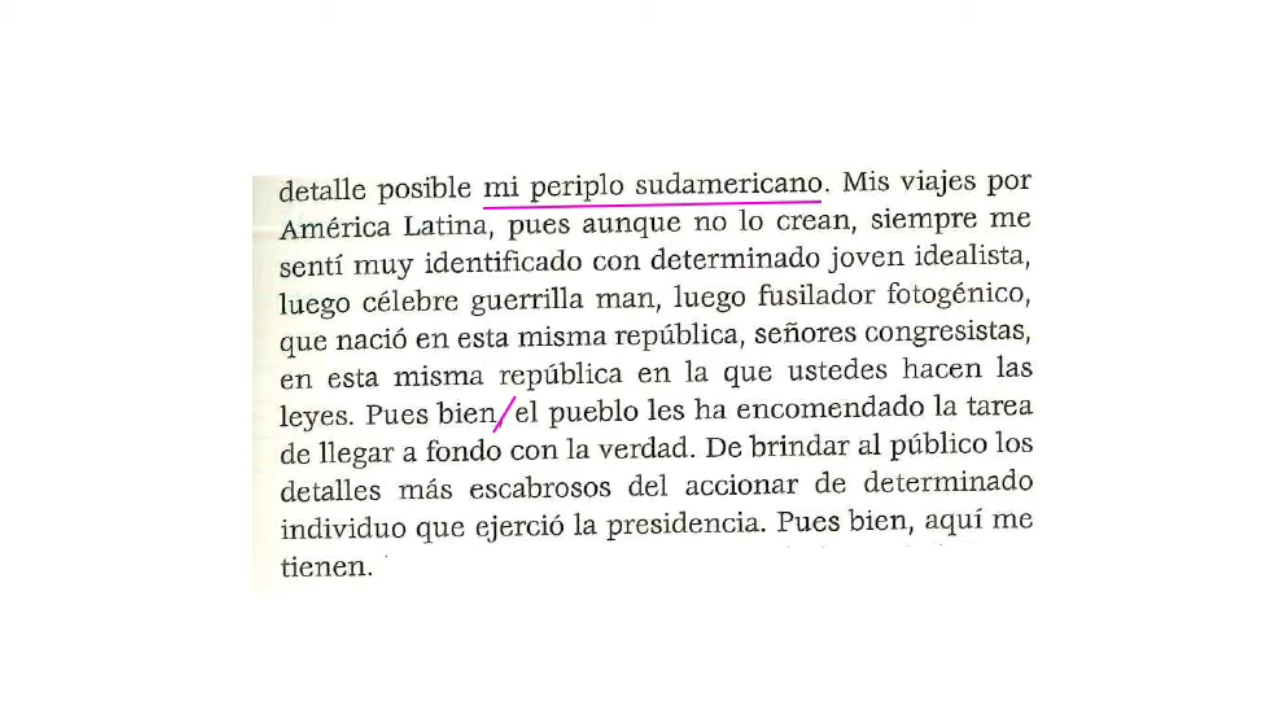 detalle posible mi periplo sudamericano. Mis viajes por
América Latina, pues aunque no lo crean, siempre me
sentí muy identificado con determinado joven idealista,
luego célebre guerrilla man, luego fusilador fotogénico,
que nació en esta misma república, señores congresistas,
en esta misma república en la que ustedes hacen las
leyes. Pues bien/el pueblo les ha encomendado la tarea
de llegar a fondo con la verdad. De brindar al público los
detalles más escabrosos del accionar de determinado
individuo que ejerció la presidencia. Pues bien, aquí me
tienen.